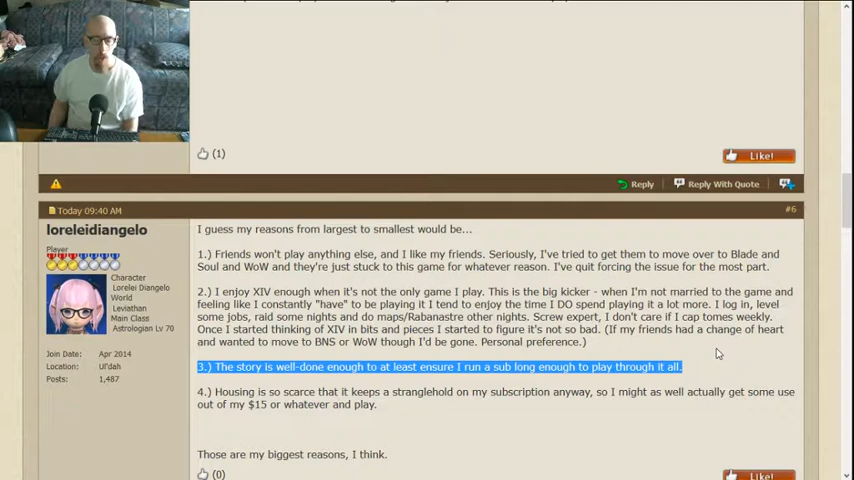 (1)
Like!
Reply
Reply With Quote
Today 09:40 AM
#6
loreleidiangelo
Player
Character
Lorelei Diangelo
World
Leviathan
Main Class
Astrologian Lv 70
Join Date: Apr 2014
Location: Ul'dah
Posts: 1,487
I guess my reasons from largest to smallest would be...
1.) Friends won't play anything else, and I like my friends. Seriously, I've tried to get them to move over to Blade and
Soul and WoW and they're just stuck to this game for whatever reason. I've quit forcing the issue for the most part.
2.) I enjoy XIV enough when it's not the only game I play. This is the big kicker - when I'm not married to the game and
feeling like I constantly "have" to be playing it I tend to enjoy the time I DO spend playing it a lot more. I log in, level
some jobs, raid some nights and do maps/Rabanastre other nights. Screw expert, I don't care if I cap tomes weekly.
Once I started thinking of XIV in bits and pieces I started to figure it's not so bad. (If my friends had a change of heart
and wanted to move to BNS or WoW though I'd be gone. Personal preference.)
3.) The story is well-done enough to at least ensure I run a sub long enough to play through it all.
4.) Housing is so scarce that it keeps a stranglehold on my subscription anyway, so I might as well actually get some use
out of my $15 or whatever and play.
Those are my biggest reasons, I think.
(0)
Like!